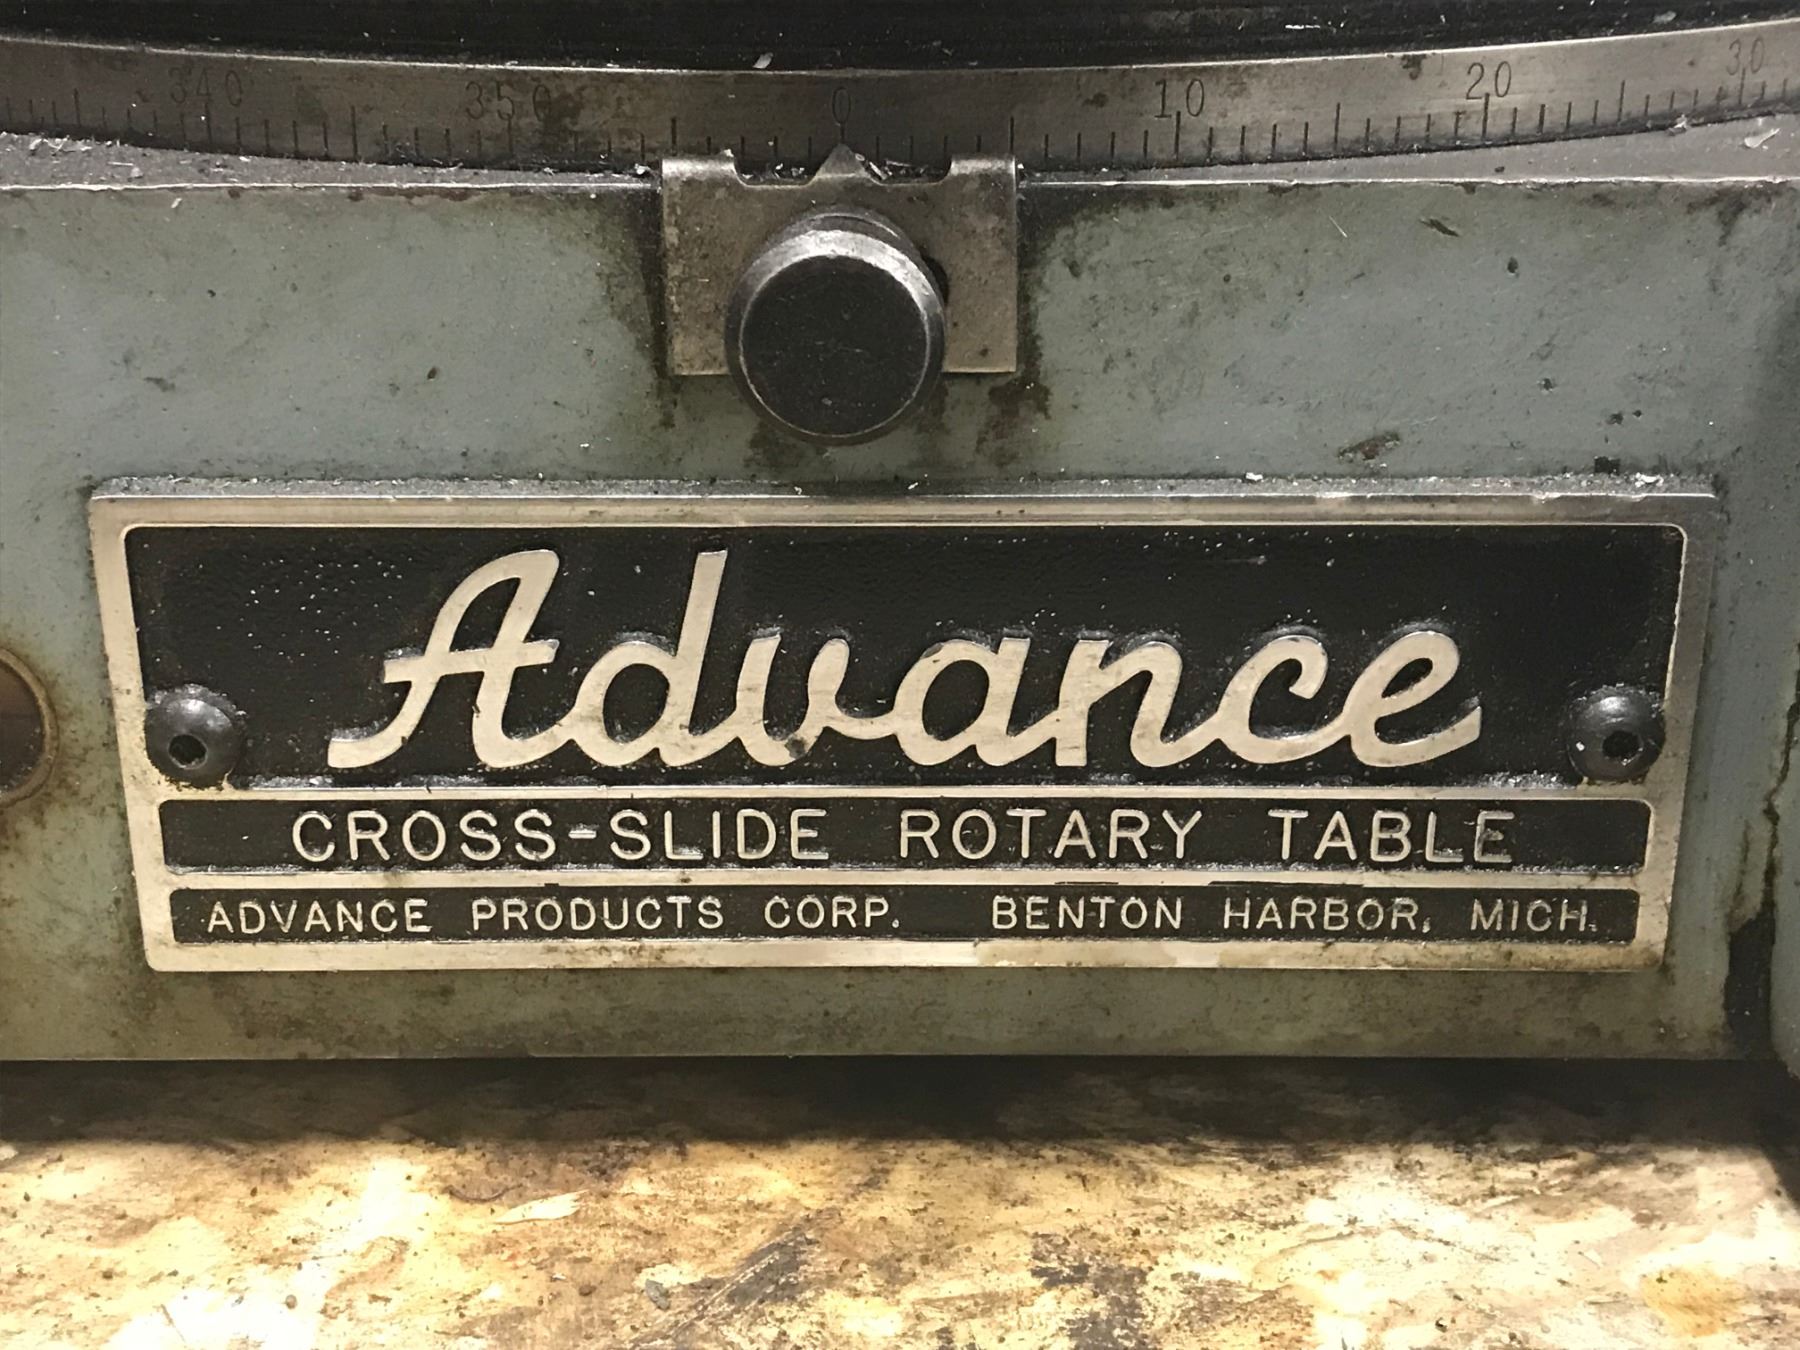 340 350 0 10 20 30
Advance
CROSS-SLIDE ROTARY TABLE
ADVANCE PRODUCTS CORP. BENTON HARBOR, MICH.